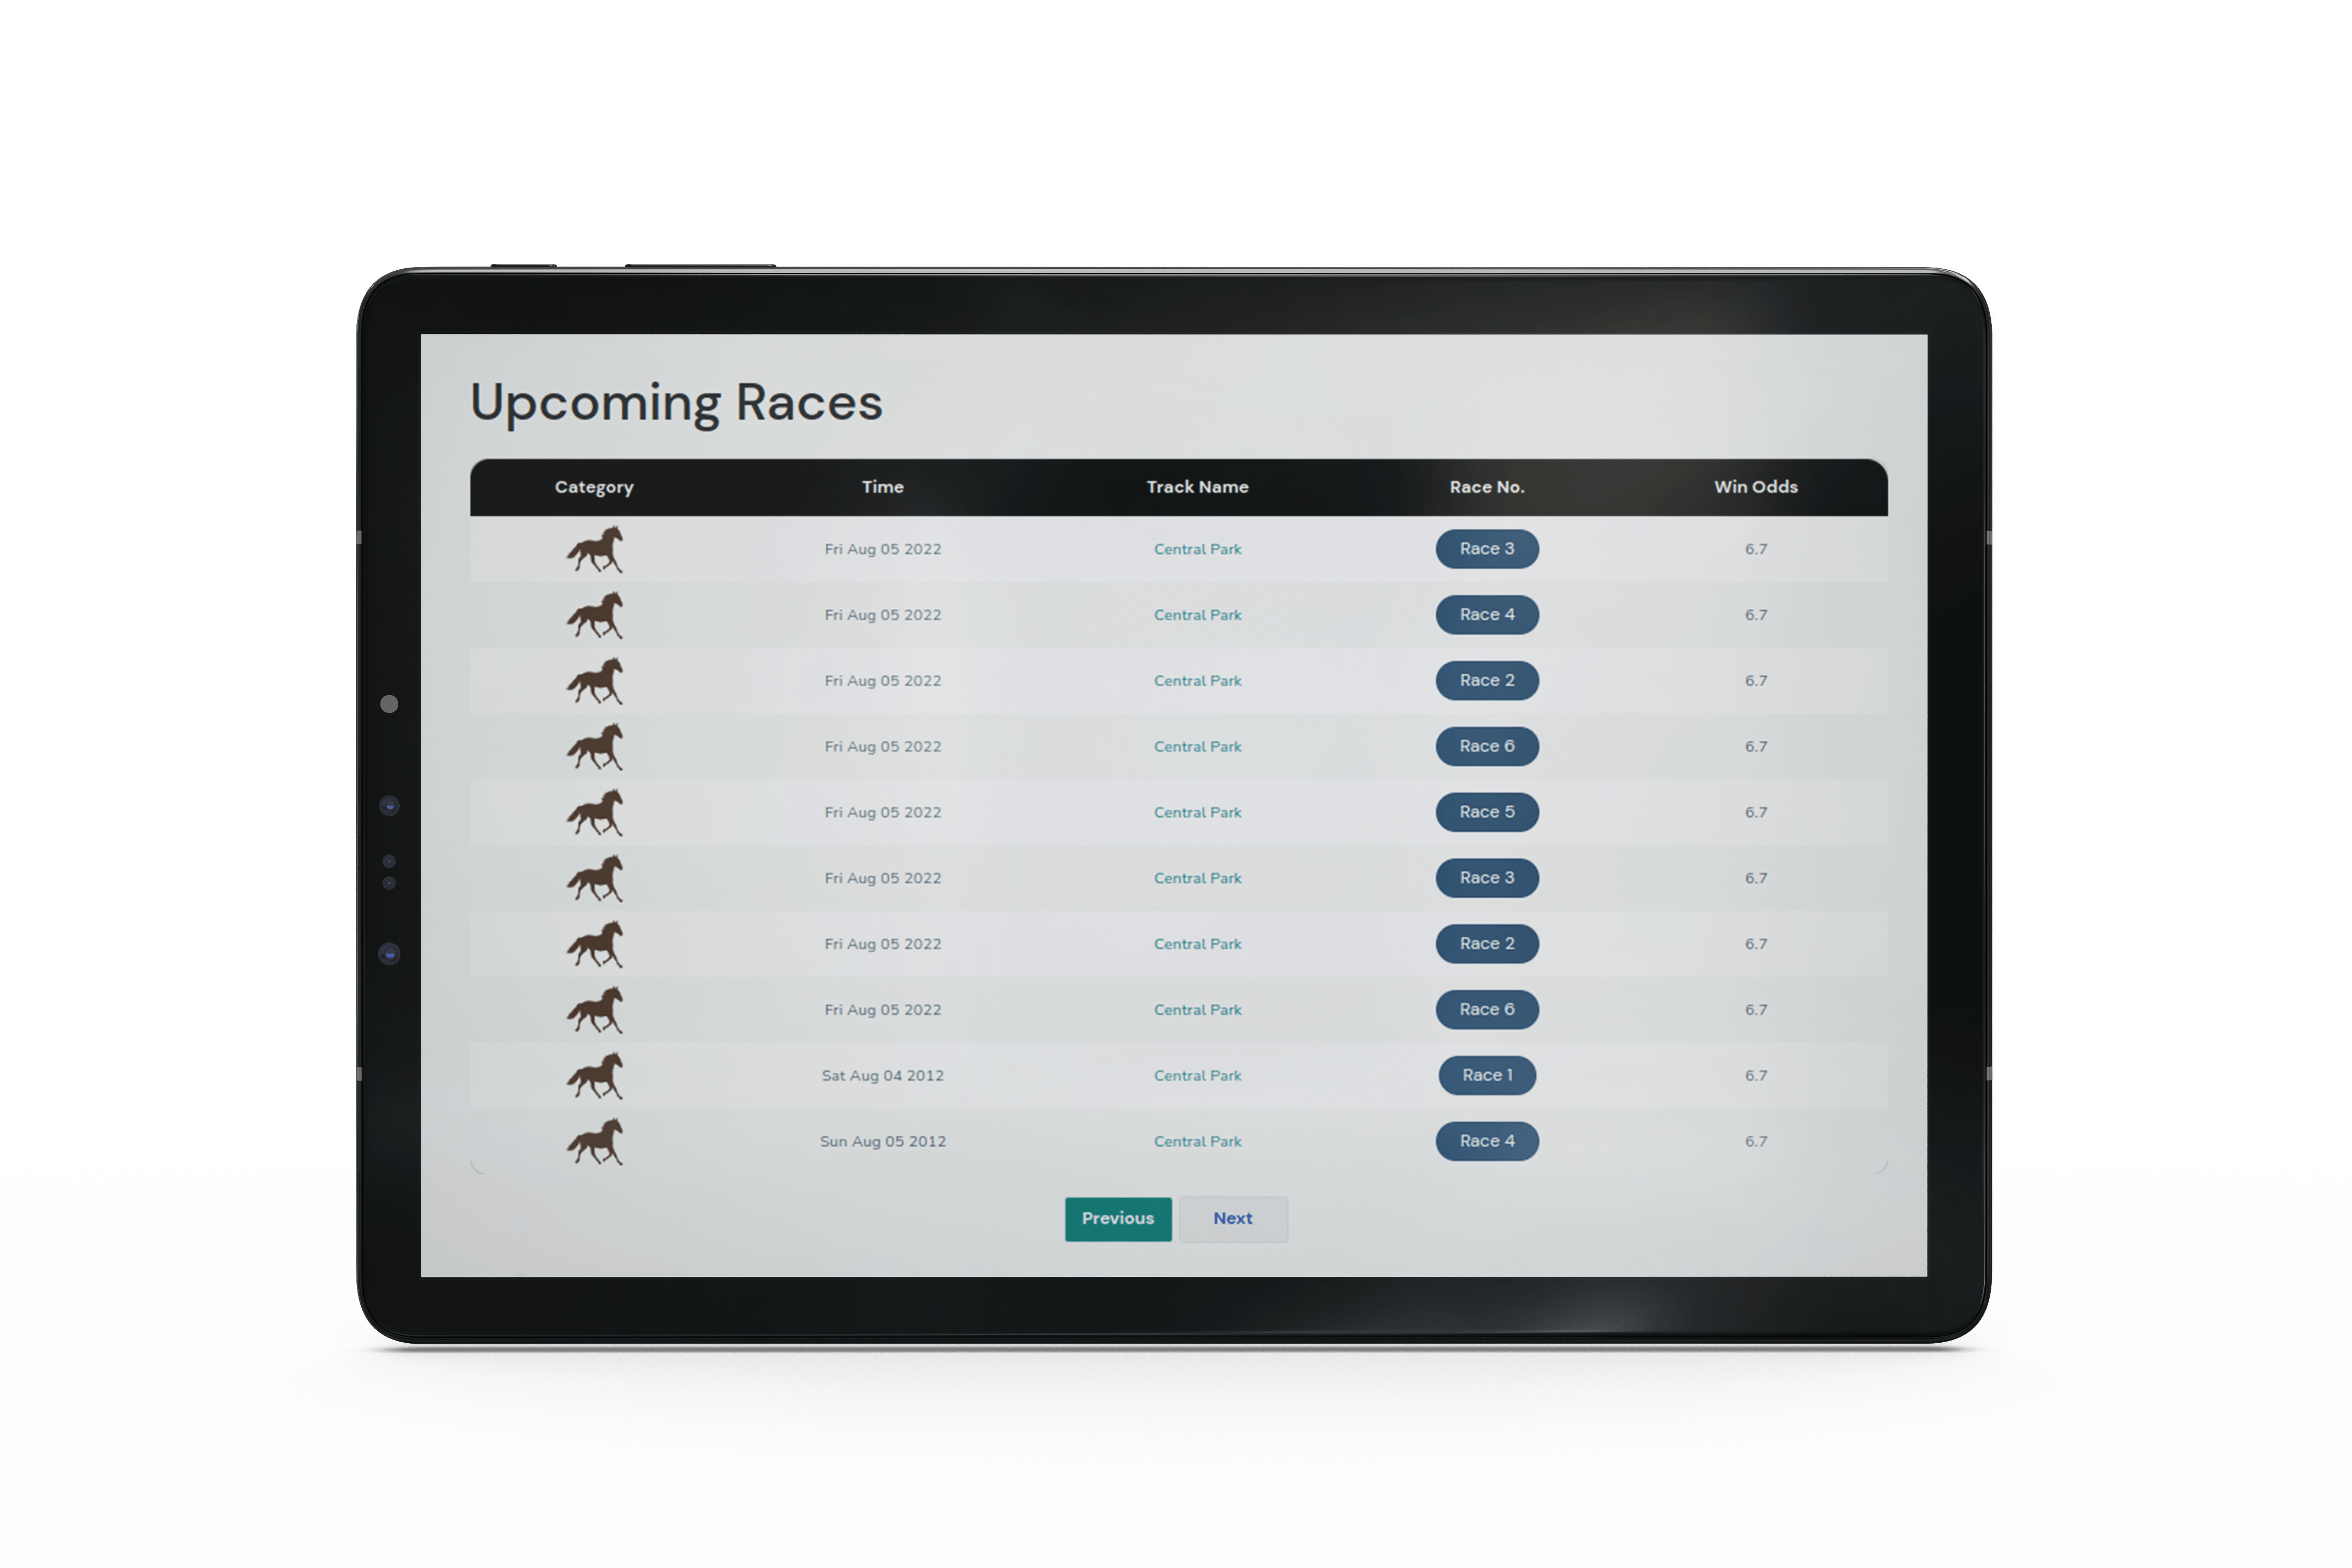 Upcoming Races
Category Time Track Name Race No. Win Odds
Fri Aug 05 2022 Central Park Race 3 6.7
Fri Aug 05 2022 Central Park Race 4 6.7
Fri Aug 05 2022 Central Park Race 2 6.7
Fri Aug 05 2022 Central Park Race 6 6.7
Fri Aug 05 2022 Central Park Race 5 6.7
Fri Aug 05 2022 Central Park Race 3 6.7
Fri Aug 05 2022 Central Park Race 2 6.7
Fri Aug 05 2022 Central Park Race 6 6.7
Sat Aug 04 2012 Central Park Race 1 6.7
Sun Aug 05 2012 Central Park Race 4 6.7
Previous Next